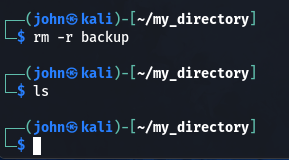 ┌──(john㉿kali)-[~/my_directory]
└─$ rm -r backup
┌──(john㉿kali)-[~/my_directory]
└─$ ls
┌──(john㉿kali)-[~/my_directory]
└─$